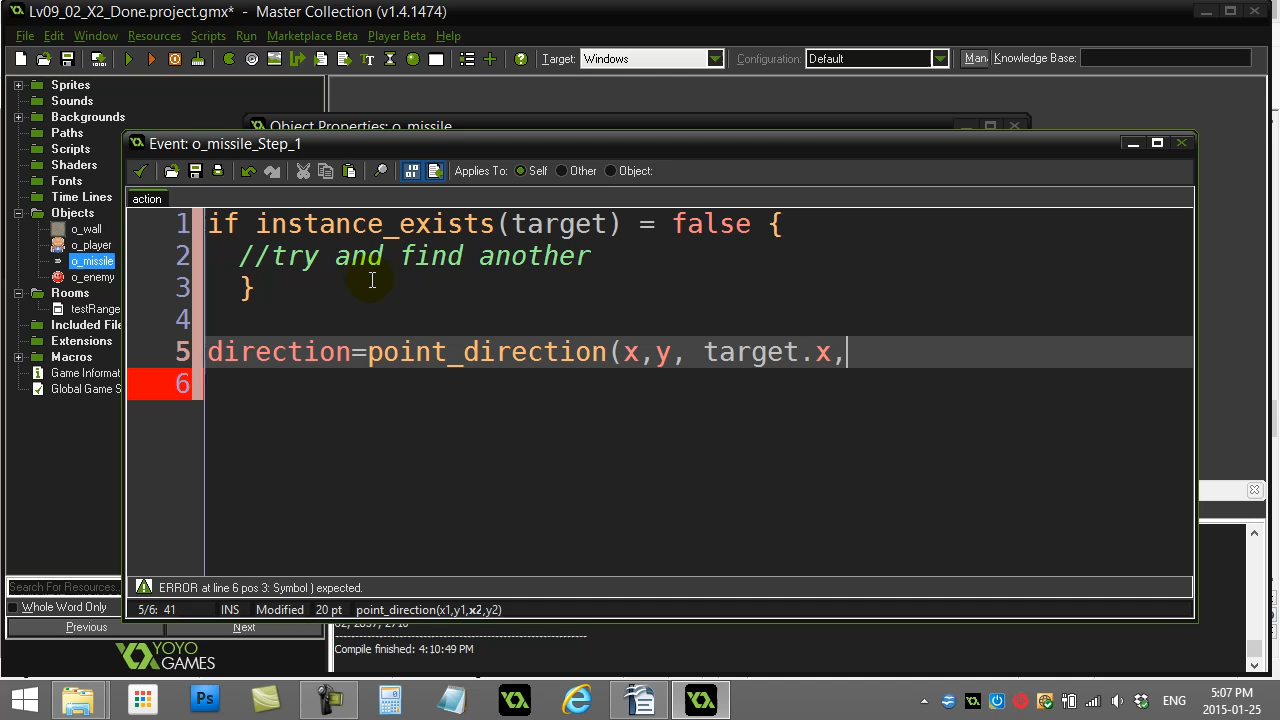 Lv09_02_X2_Done.project.gmx* - Master Collection (v1.4.1474)
File Edit Window Resources Scripts Run Marketplace Beta Player Beta Help
Target: Windows Configuration: Default Man Knowledge Base:
Sprites
Sounds
Backgrounds
Paths
Scripts
Shaders
Fonts
Time Lines
Objects
o_wall
o_player
o_missile
o_enemy
Rooms
testRange
Included File
Extensions
Macros
Game Informat
Global Game S
Object Properties: o_missile
Event: o_missile_Step_1
Applies To: Self Other Object:
action
1 if instance_exists(target) = false {
2 //try and find another
3 }
4
5 direction=point_direction(x,y, target.x,
6
ERROR at line 6 pos 3: Symbol ) expected.
5/6: 41 INS Modified 20 pt point_direction(x1,y1,x2,y2)
Search For Resources
Whole Word Only
Previous Next
YOYO
GAMES
Compile finished: 4:10:49 PM
Ps
ENG
5:07 PM
2015-01-25